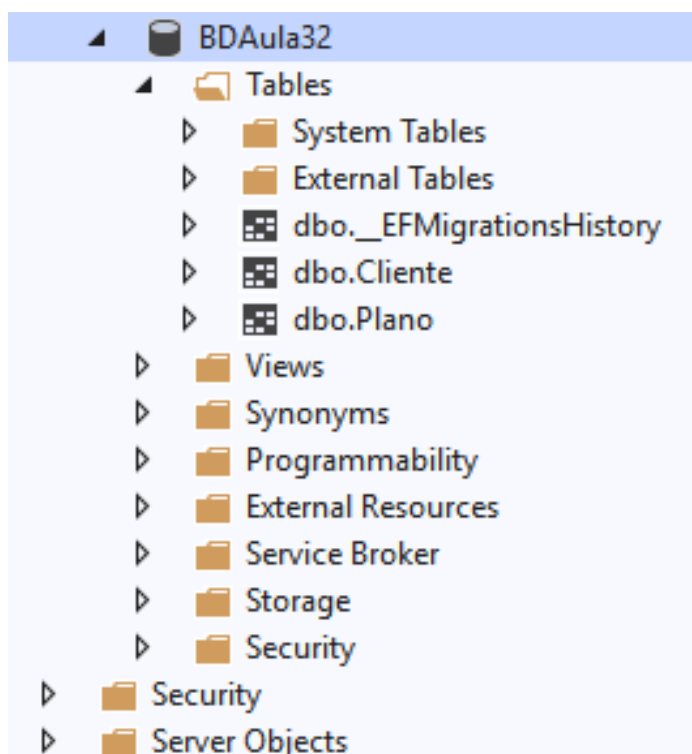 BDAula32
Tables
System Tables
External Tables
dbo.__EFMigrationsHistory
dbo.Cliente
dbo.Plano
Views
Synonyms
Programmability
External Resources
Service Broker
Storage
Security
Security
Server Objects